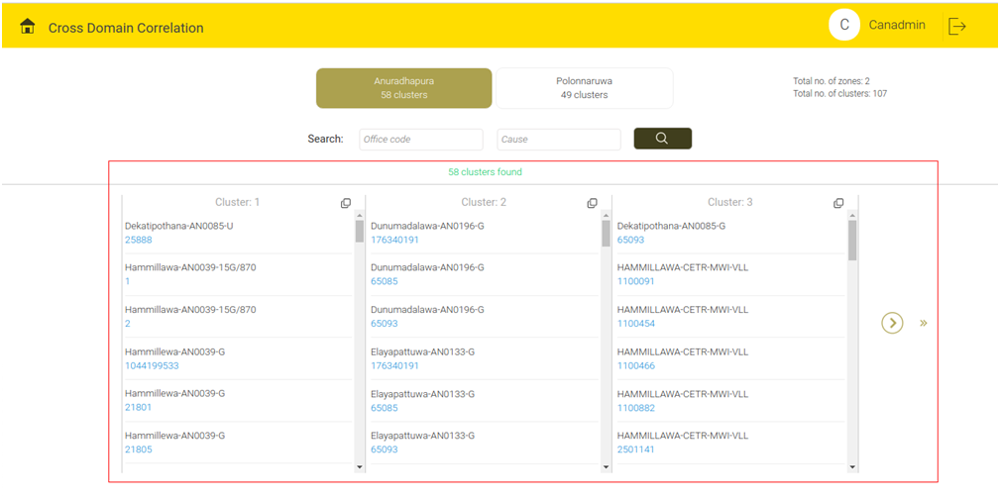 Cross Domain Correlation
C Canadmin
Anuradhapura
58 clusters
Polonnaruwa
49 clusters
Total no. of zones: 2
Total no. of clusters: 107
Search: Office code Cause
58 clusters found
Cluster: 1
Dekatipothana-AN0085-U
25888
Hammillawa-AN0039-15G/870
1
Hammillawa-AN0039-15G/870
2
Hammillewa-AN0039-G
1044199533
Hammillewa-AN0039-G
21801
Hammillewa-AN0039-G
21805
Cluster: 2
Dunumadalawa-AN0196-G
176340191
Dunumadalawa-AN0196-G
65085
Dunumadalawa-AN0196-G
65093
Elayapattuwa-AN0133-G
176340191
Elayapattuwa-AN0133-G
65085
Elayapattuwa-AN0133-G
65093
Cluster: 3
Dekatipothana-AN0085-G
65093
HAMMILLAWA-CETR-MWI-VLL
1100091
HAMMILLAWA-CETR-MWI-VLL
1100454
HAMMILLAWA-CETR-MWI-VLL
1100466
HAMMILLAWA-CETR-MWI-VLL
1100882
HAMMILLAWA-CETR-MWI-VLL
2501141